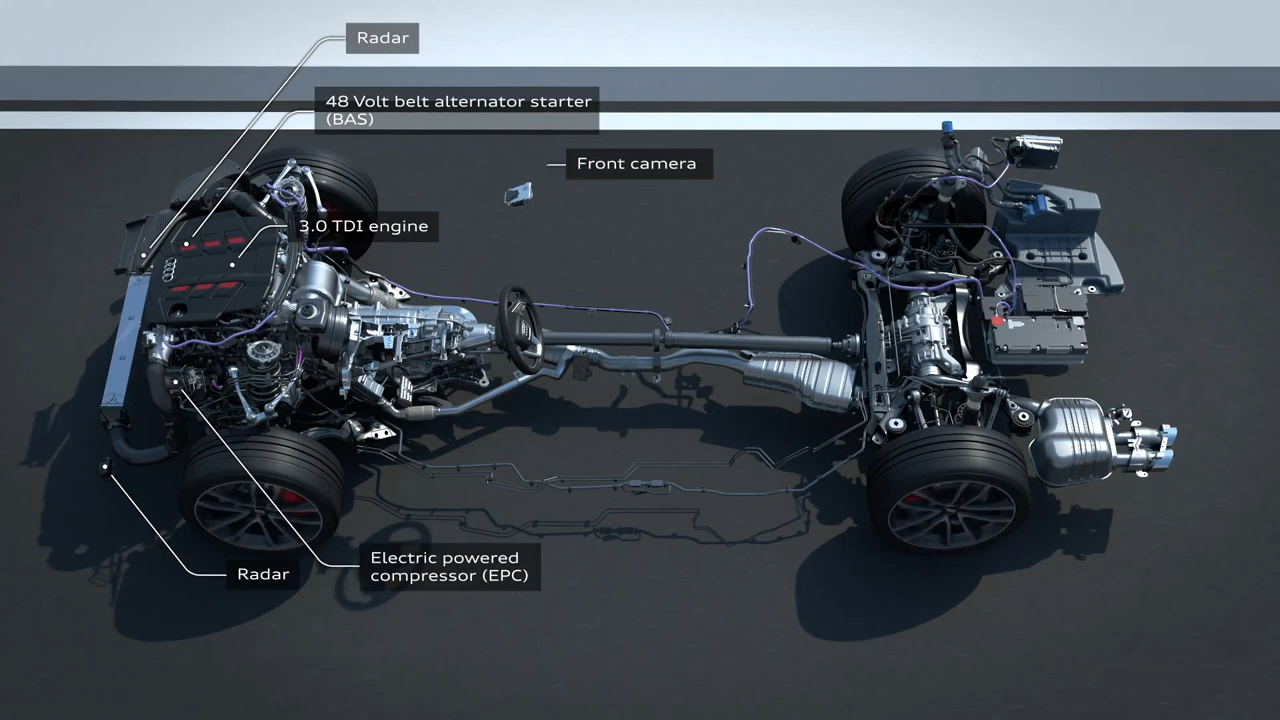 Radar
48 Volt belt alternator starter
(BAS)
Front camera
3.0 TDI engine
Electric powered
compressor (EPC)
Radar